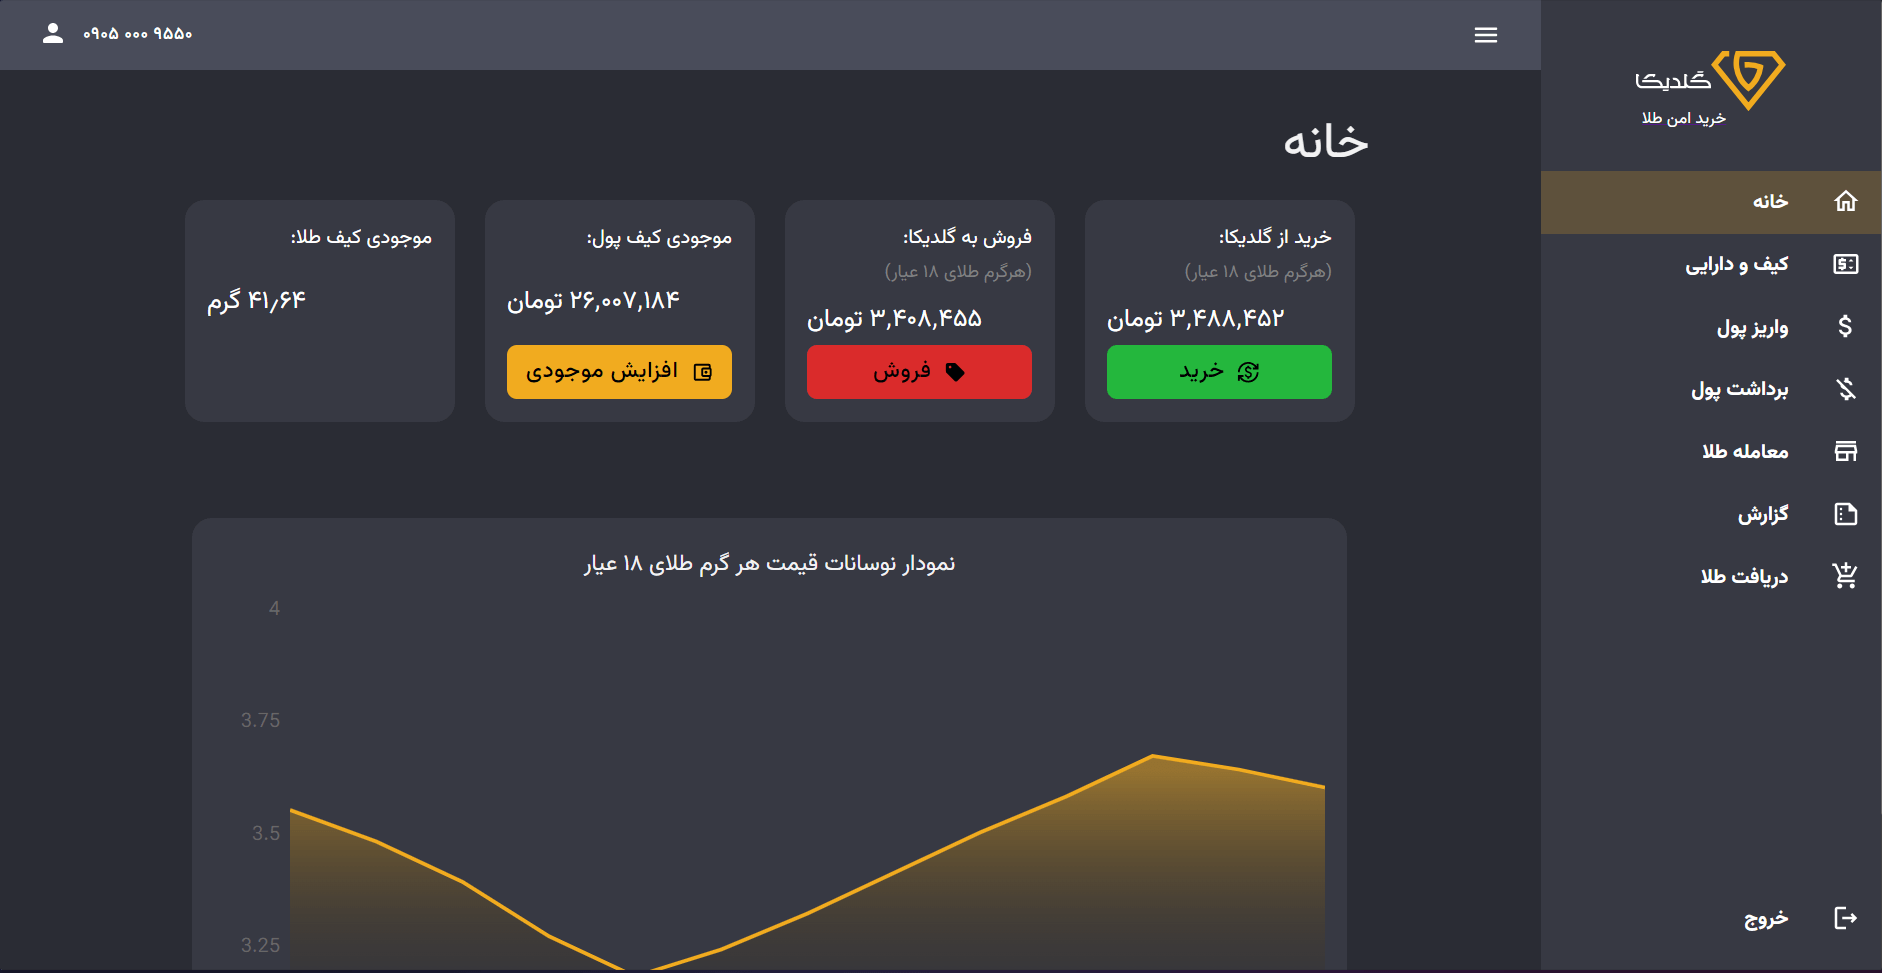 ۰۹۰۵ ۰۰۰ ۹۵۵۰
گلدیکا
خرید امن طلا
خانه
کیف و دارایی
واریز پول
برداشت پول
معامله طلا
گزارش
دریافت طلا
خروج
خانه
خرید از گلدیکا:
(هرگرم طلای ۱۸ عیار)
۳,۴۸۸,۴۵۲ تومان
خرید
فروش به گلدیکا:
(هرگرم طلای ۱۸ عیار)
۳,۴۰۸,۴۵۵ تومان
فروش
موجودی کیف پول:
۲۶,۰۰۷,۱۸۴ تومان
افزایش موجودی
موجودی کیف طلا:
۴۱٫۶۴ گرم
نمودار نوسانات قیمت هر گرم طلای ۱۸ عیار
4
3.75
3.5
3.25